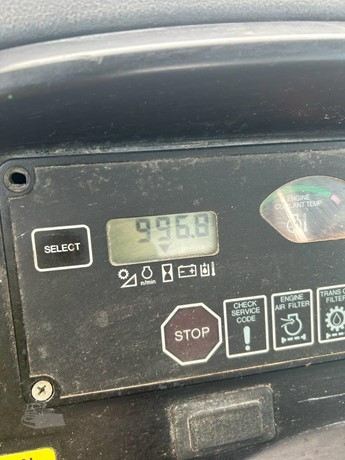 996.8
ENGINE
COOLANT TEMP
SELECT
n/min
STOP
CHECK
SERVICE
CODE
ENGINE
AIR FILTER
TRANS
FILTER